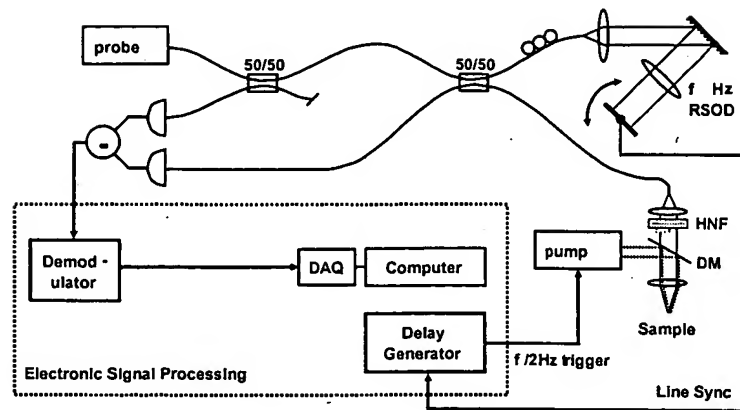 probe
50/50
50/50
f Hz
RSOD
-
HNF
pump
DM
Demod -
ulator
DAQ
Computer
Sample
Delay
Generator
f /2Hz trigger
Electronic Signal Processing
Line Sync